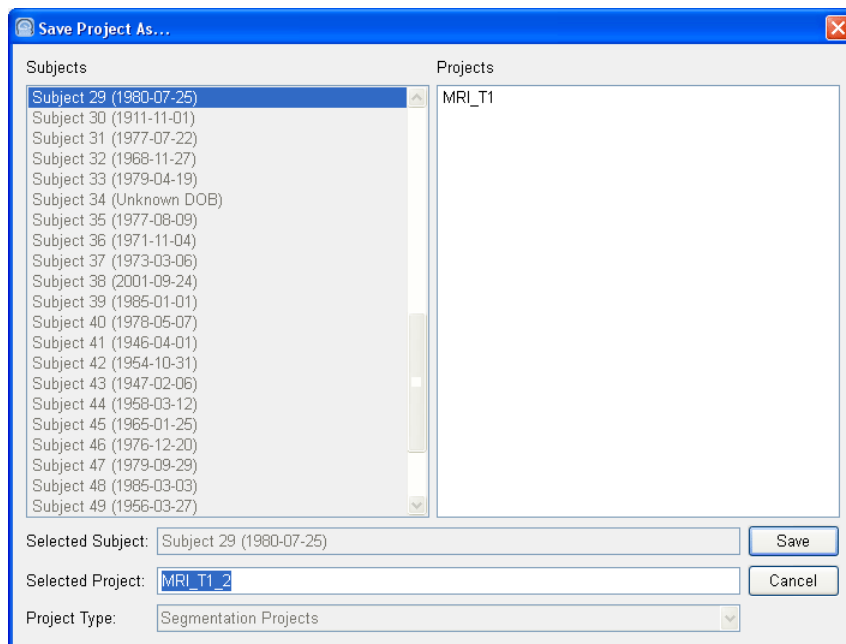 Save Project As...
Subjects
Projects
Subject 29 (1980-07-25)
Subject 30 (1911-11-01)
Subject 31 (1977-07-22)
Subject 32 (1968-11-27)
Subject 33 (1979-04-19)
Subject 34 (Unknown DOB)
Subject 35 (1977-08-09)
Subject 36 (1971-11-04)
Subject 37 (1973-03-06)
Subject 38 (2001-09-24)
Subject 39 (1985-01-01)
Subject 40 (1978-05-07)
Subject 41 (1946-04-01)
Subject 42 (1954-10-31)
Subject 43 (1947-02-06)
Subject 44 (1958-03-12)
Subject 45 (1965-01-25)
Subject 46 (1976-12-20)
Subject 47 (1979-09-29)
Subject 48 (1985-03-03)
Subject 49 (1956-03-27)
MRI_T1
Selected Subject: Subject 29 (1980-07-25) Save
Selected Project: MRI_T1_2 Cancel
Project Type: Segmentation Projects